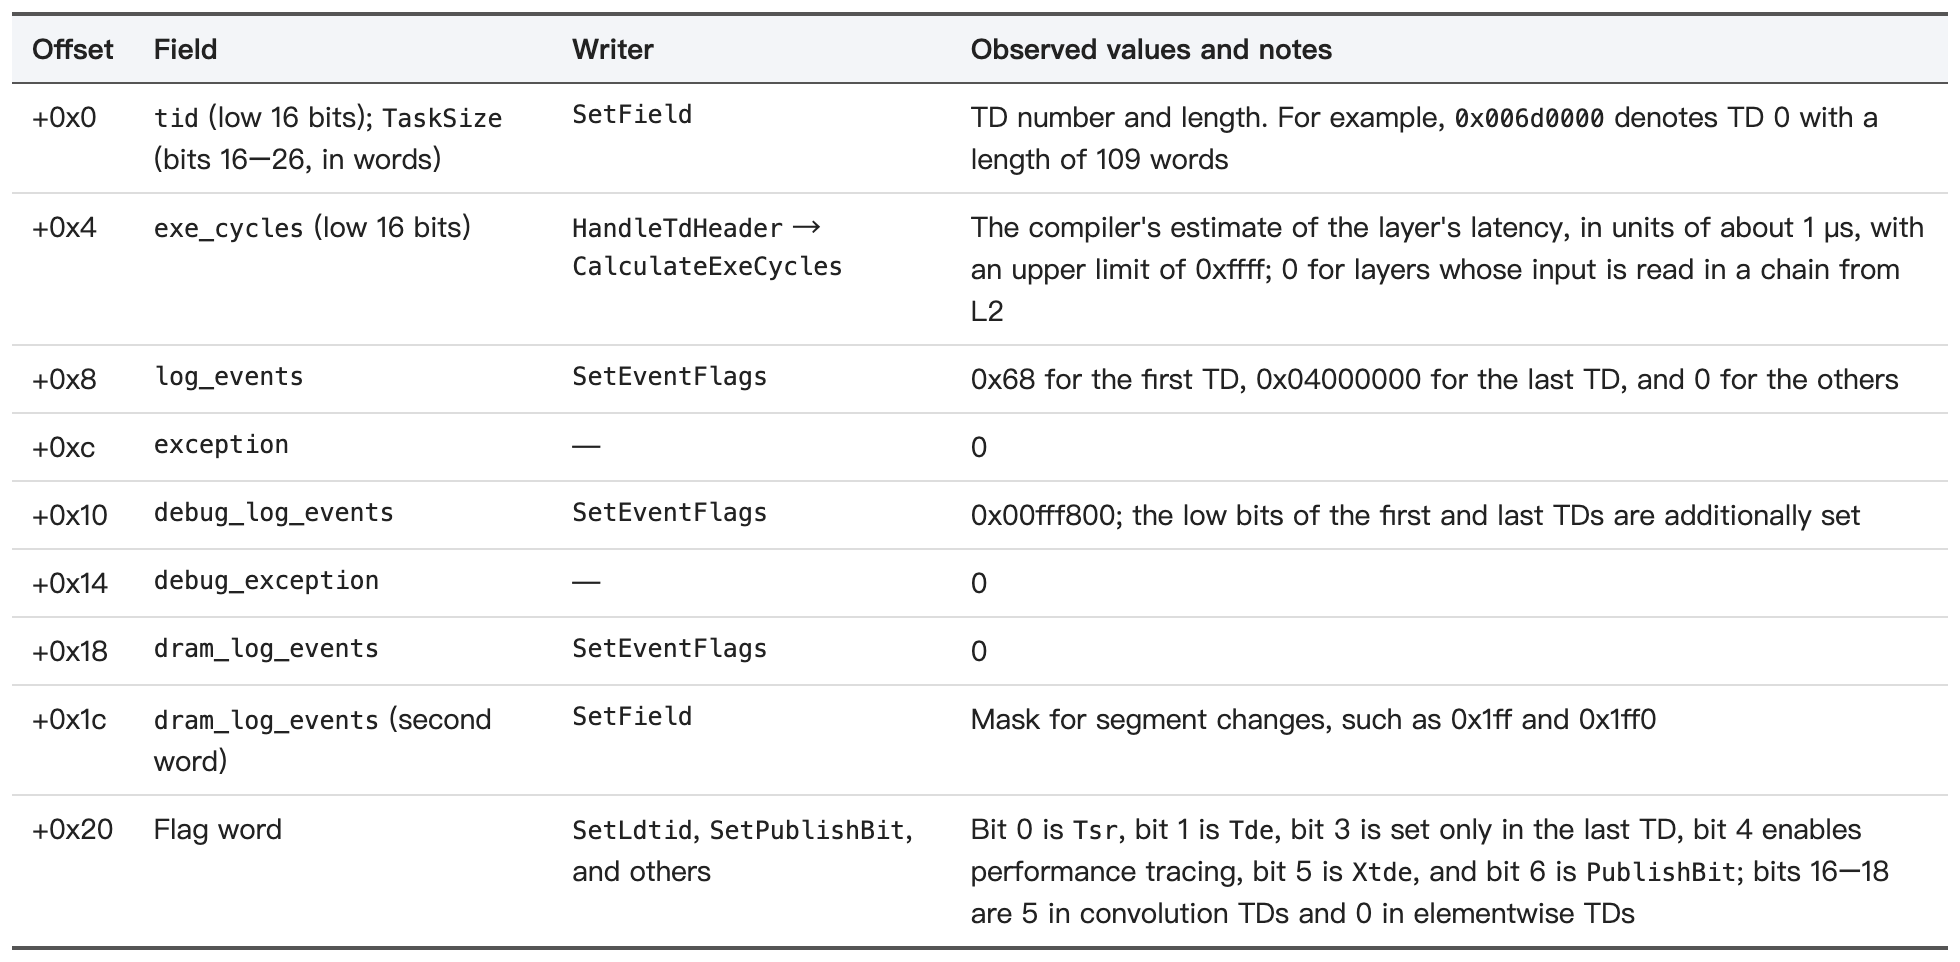 Offset Field Writer Observed values and notes
+0x0 tid (low 16 bits); TaskSize SetField TD number and length. For example, 0x006d0000 denotes TD 0 with a
(bits 16—26, in words) length of 109 words
+0x4 exe_cycles (low 16 bits) HandleTdHeader → The compiler's estimate of the layer's latency, in units of about 1 µs, with
CalculateExeCycles an upper limit of 0xffff; 0 for layers whose input is read in a chain from
L2
+0x8 log_events SetEventFlags 0x68 for the first TD, 0x04000000 for the last TD, and 0 for the others
+0xc exception — 0
+0x10 debug_log_events SetEventFlags 0x00fff800; the low bits of the first and last TDs are additionally set
+0x14 debug_exception — 0
+0x18 dram_log_events SetEventFlags 0
+0x1c dram_log_events (second SetField Mask for segment changes, such as 0x1ff and 0x1ff0
word)
+0x20 Flag word SetLdtid, SetPublishBit, Bit 0 is Tsr, bit 1 is Tde, bit 3 is set only in the last TD, bit 4 enables
and others performance tracing, bit 5 is Xtde, and bit 6 is PublishBit; bits 16—18
are 5 in convolution TDs and 0 in elementwise TDs